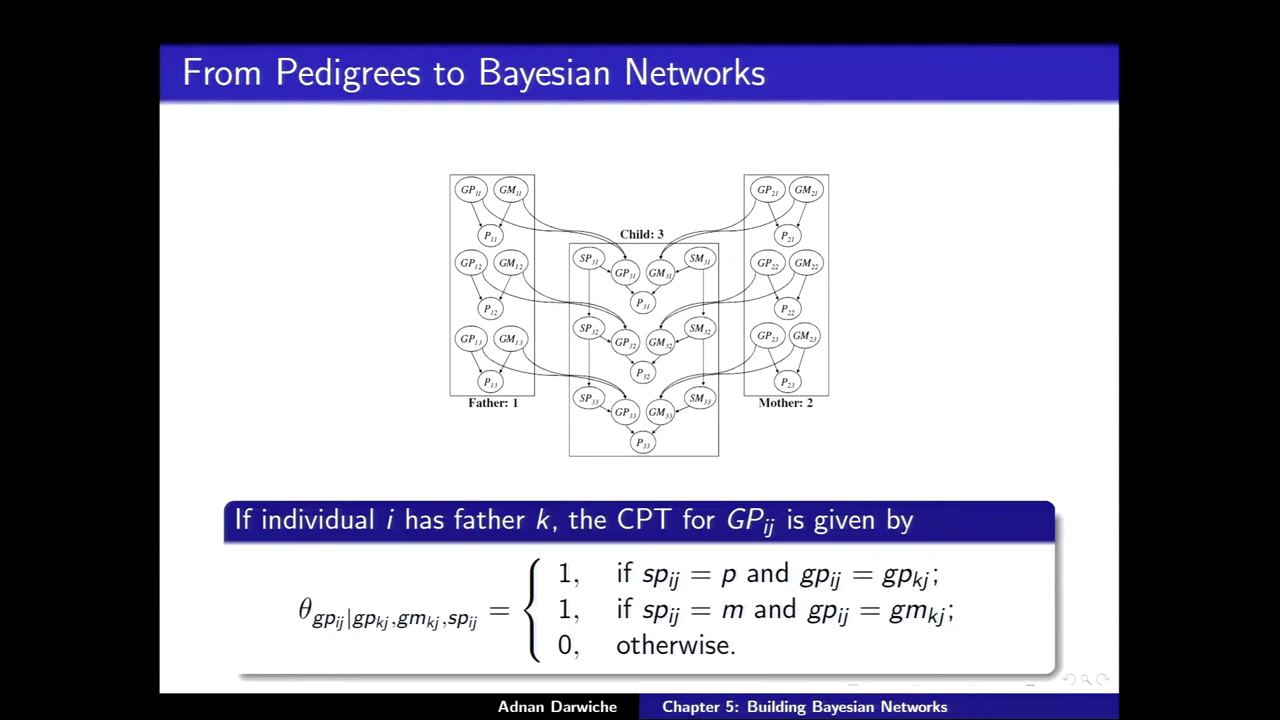 From Pedigrees to Bayesian Networks
GP11 GM11 GP21 GM21
P11 P21
Child: 3
SP31 GP31 GM31 SM31
P31
GP12 GM12 GP22 GM22
P12 P22
SP32 GP32 GM32 SM32
P32
GP13 GM13 GP23 GM23
P13 P23
SP33 GP33 GM33 SM33
P33
Father: 1 Mother: 2
If individual i has father k, the CPT for GPij is given by
θgpij|gpkj,gmkj,spij = {
1, if spij = p and gpij = gpkj;
1, if spij = m and gpij = gmkj;
0, otherwise.
Adnan Darwiche Chapter 5: Building Bayesian Networks